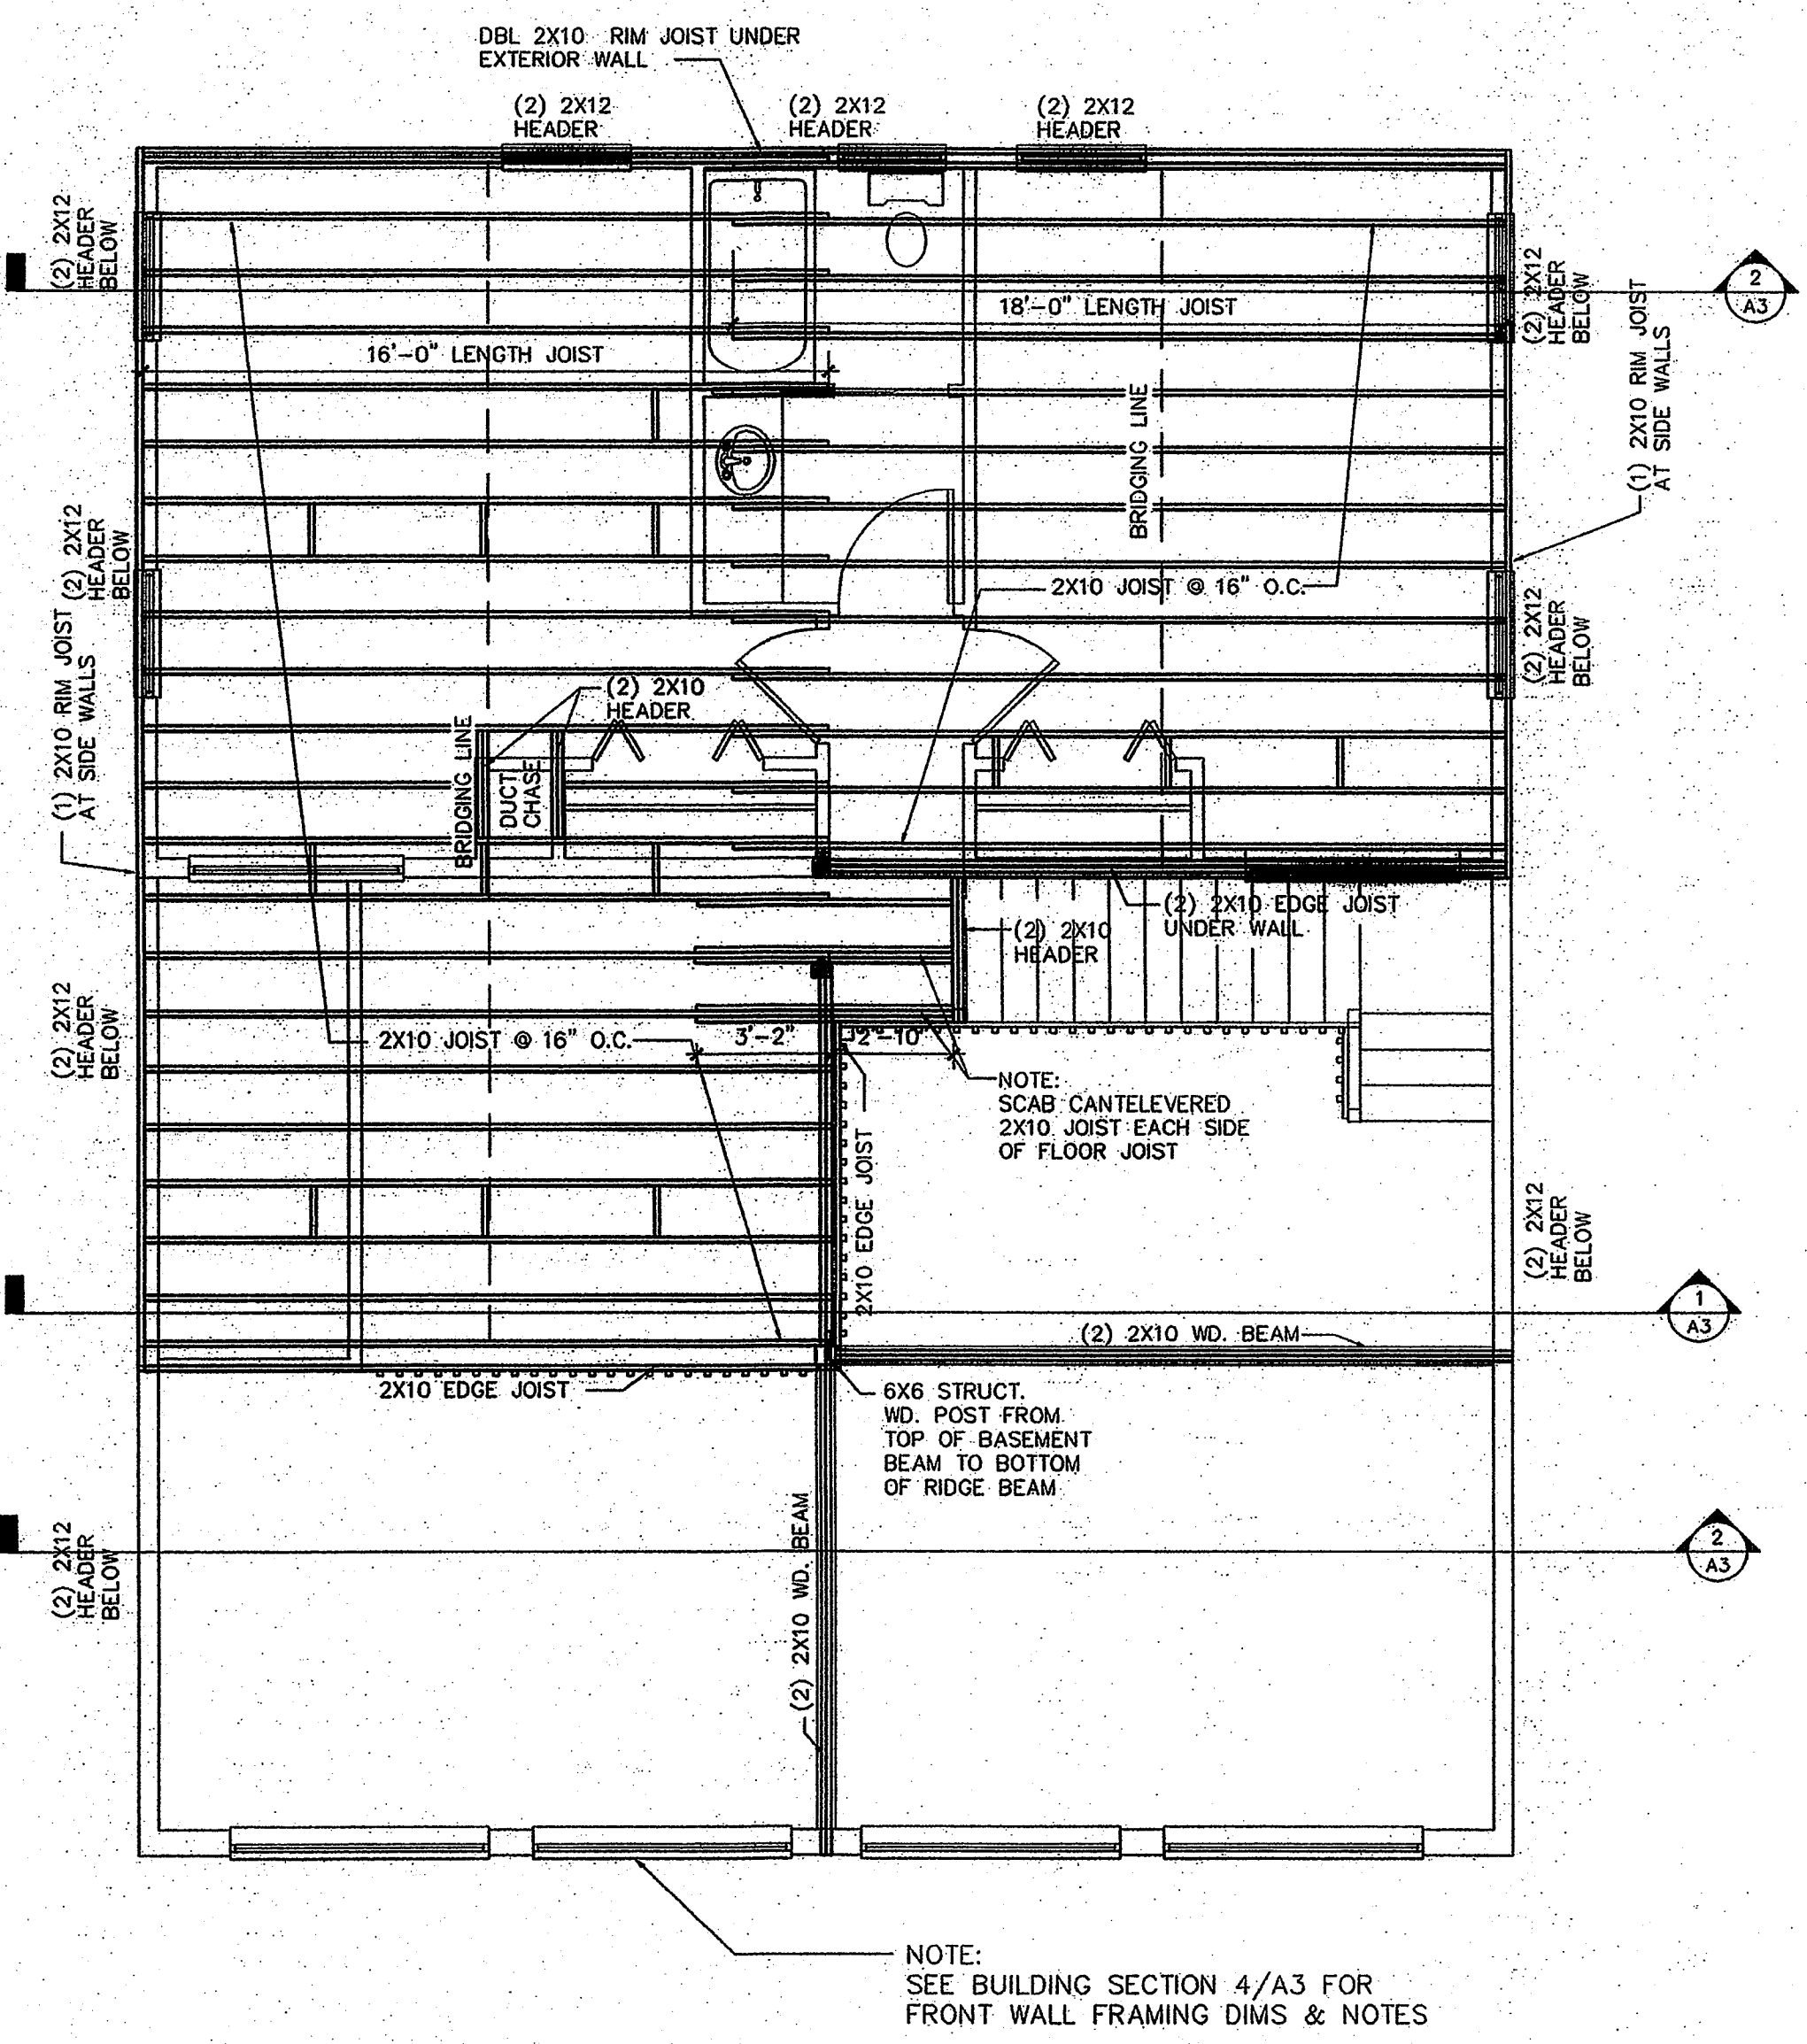 DBL 2X10 RIM JOIST UNDER
EXTERIOR WALL
(2) 2X12
HEADER
(2) 2X12
HEADER
(2) 2X12
HEADER
(2) 2X12
HEADER
BELOW
(2) 2X12
HEADER
BELOW
2
A3
(1) 2X10 RIM JOIST
AT SIDE WALLS
18'-0" LENGTH JOIST
16'-0" LENGTH JOIST
BRIDGING LINE
(2) 2X12
HEADER
BELOW
2X10 JOIST @ 16" O.C.
(2) 2X12
HEADER
BELOW
(1) 2X10 RIM JOIST
AT SIDE WALLS
(2) 2X10
HEADER
BRIDGING LINE
DUCT
CHASE
(2) 2X10 EDGE JOIST
UNDER WALL
(2) 2X10
HEADER
(2) 2X12
HEADER
BELOW
2X10 JOIST @ 16" O.C.
3'-2"
2'-10"
NOTE:
SCAB CANTELEVERED
2X10 JOIST EACH SIDE
OF FLOOR JOIST
2X10 EDGE JOIST
(2) 2X12
HEADER
BELOW
1
A3
(2) 2X10 WD. BEAM
2X10 EDGE JOIST
6X6 STRUCT.
WD. POST FROM
TOP OF BASEMENT
BEAM TO BOTTOM
OF RIDGE BEAM
(2) 2X12
HEADER
BELOW
(2) 2X10 WD. BEAM
2
A3
NOTE:
SEE BUILDING SECTION 4/A3 FOR
FRONT WALL FRAMING DIMS & NOTES